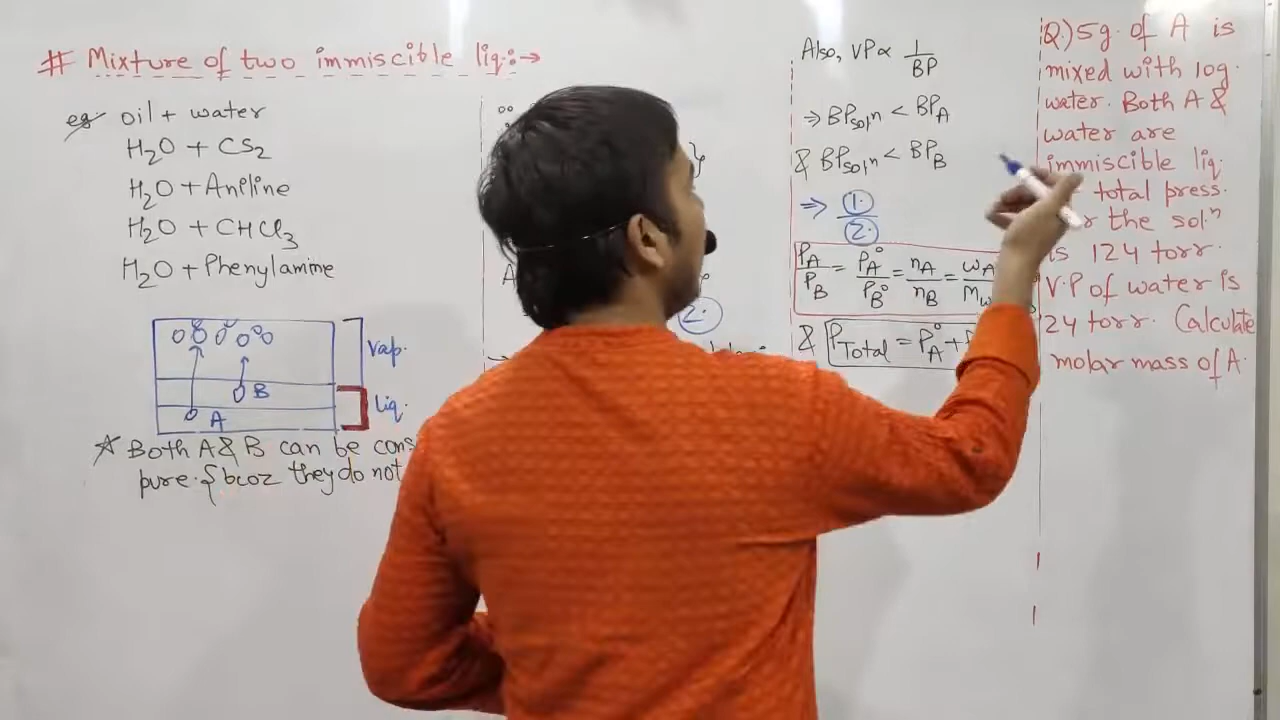 # Mixture of two immiscible liq:→
eg oil + water
H₂O + CS₂
H₂O + Aniline
H₂O + CHCl₃
H₂O + Phenylamine
vap.
B
liq.
A
☆ Both A & B can be cons
pure. {bcoz they do not
}
2.
Also, VP ∝ 1/BP
⇒ BPsolⁿ < BPA
& BPsolⁿ < BPB
⇒ 1./2.
PA/PB = PA°/PB° = nA/nB = WA
& PTotal = PA° +
Q.) 5g. of A is
mixed with 10g.
water. Both A &
water are
immiscible liq.
total press.
the solⁿ
is 124 torr.
V.P of water is
24 torr. Calculate
molar mass of A.